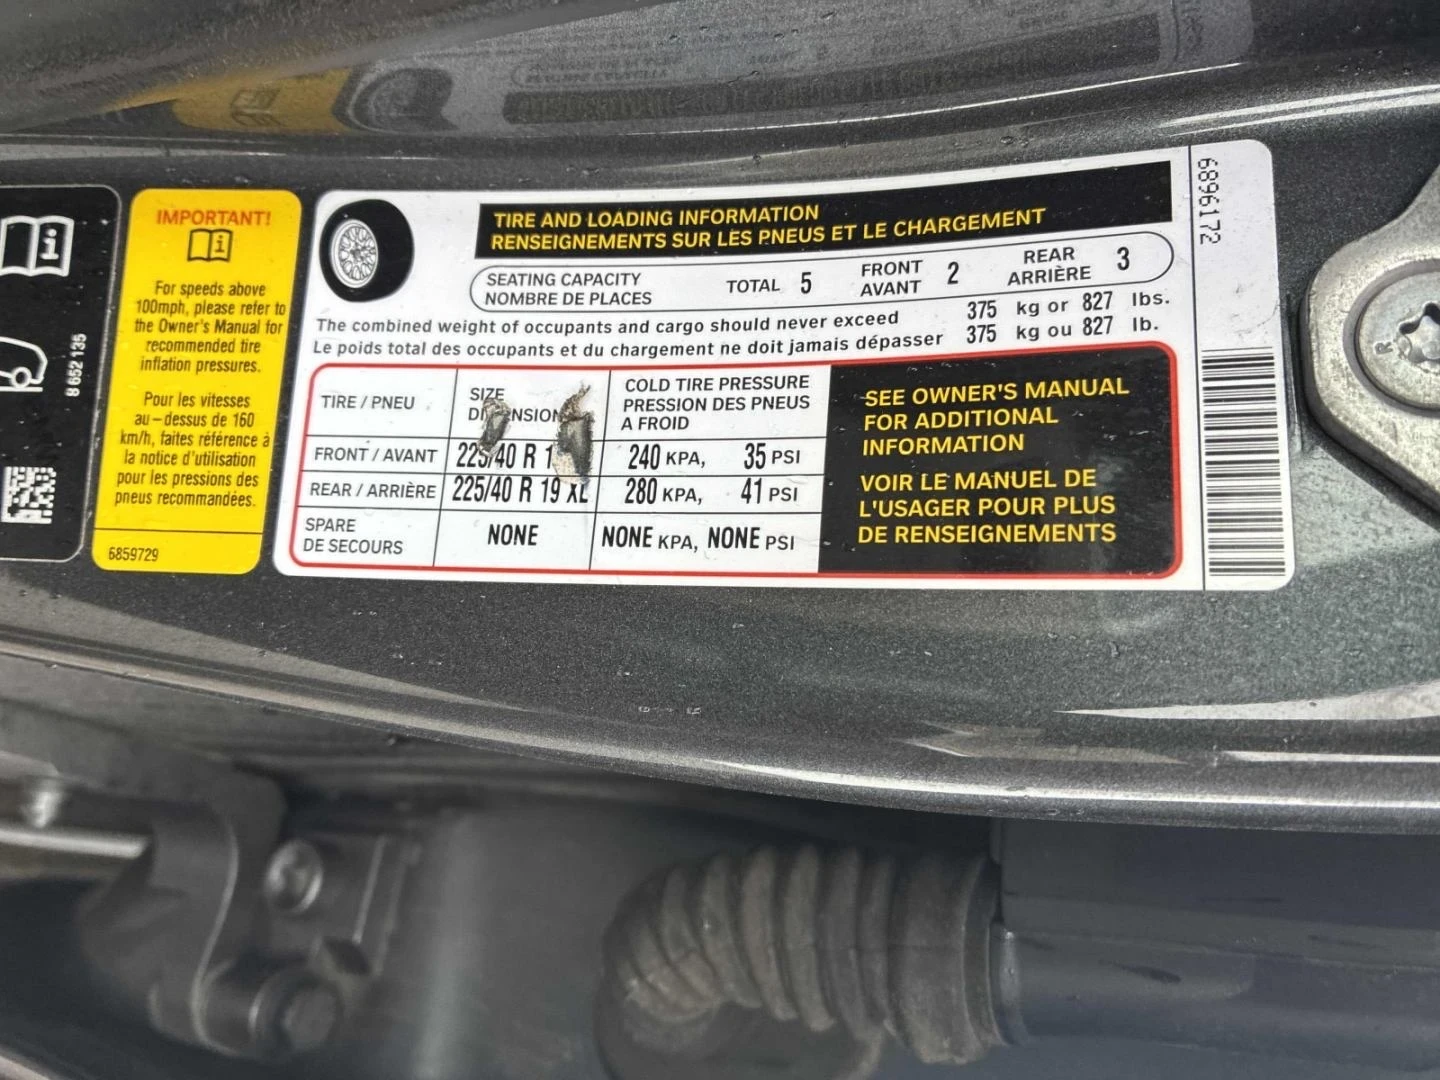 8 652 135
IMPORTANT!
For speeds above
100mph, please refer to
the Owner's Manual for
recommended tire
inflation pressures.
Pour les vitesses
au-dessus de 160
km/h, faites référence à
la notice d'utilisation
pour les pressions des
pneus recommandées.
6859729
TIRE AND LOADING INFORMATION
RENSEIGNEMENTS SUR LES PNEUS ET LE CHARGEMENT
SEATING CAPACITY
NOMBRE DE PLACES
TOTAL 5
FRONT
AVANT 2
REAR
ARRIÈRE 3
The combined weight of occupants and cargo should never exceed 375 kg or 827 lbs.
Le poids total des occupants et du chargement ne doit jamais dépasser 375 kg ou 827 lb.
TIRE / PNEU
SIZE
COLD TIRE PRESSURE
PRESSION DES PNEUS
A FROID
FRONT / AVANT 225/40 R 240 KPA, 35 PSI
REAR / ARRIÈRE 225/40 R 19 XL 280 KPA, 41 PSI
SPARE
DE SECOURS
NONE NONE KPA, NONE PSI
SEE OWNER'S MANUAL
FOR ADDITIONAL
INFORMATION
VOIR LE MANUEL DE
L'USAGER POUR PLUS
DE RENSEIGNEMENTS
6896172
R